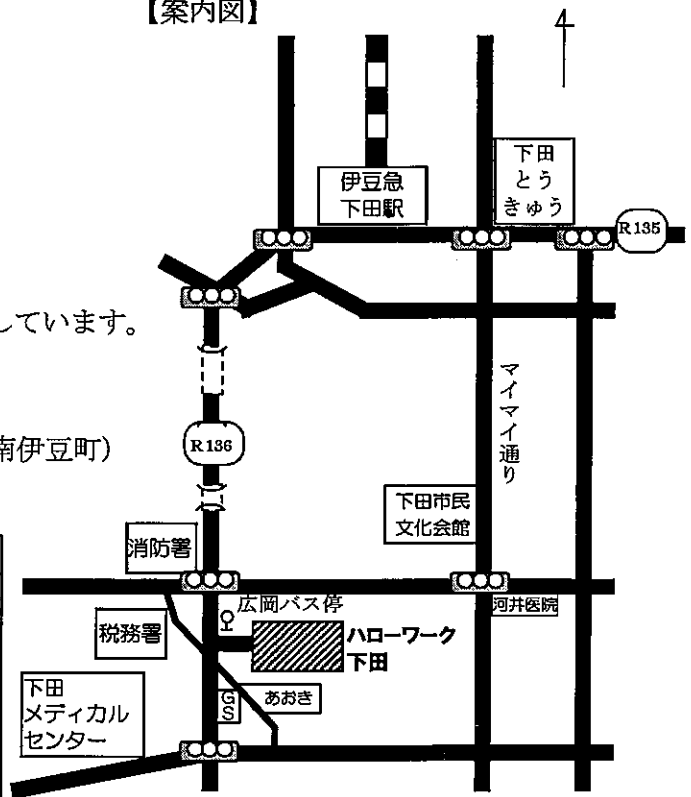 【案内図】
4
伊豆急
下田駅
下田
とう
きゅう
R135
しています。
マイマイ通り
南伊豆町)
R136
下田市民
文化会館
消防署
広岡バス停
河井医院
税務署
ハローワーク
下田
下田
メディカル
センター
GS
あおき